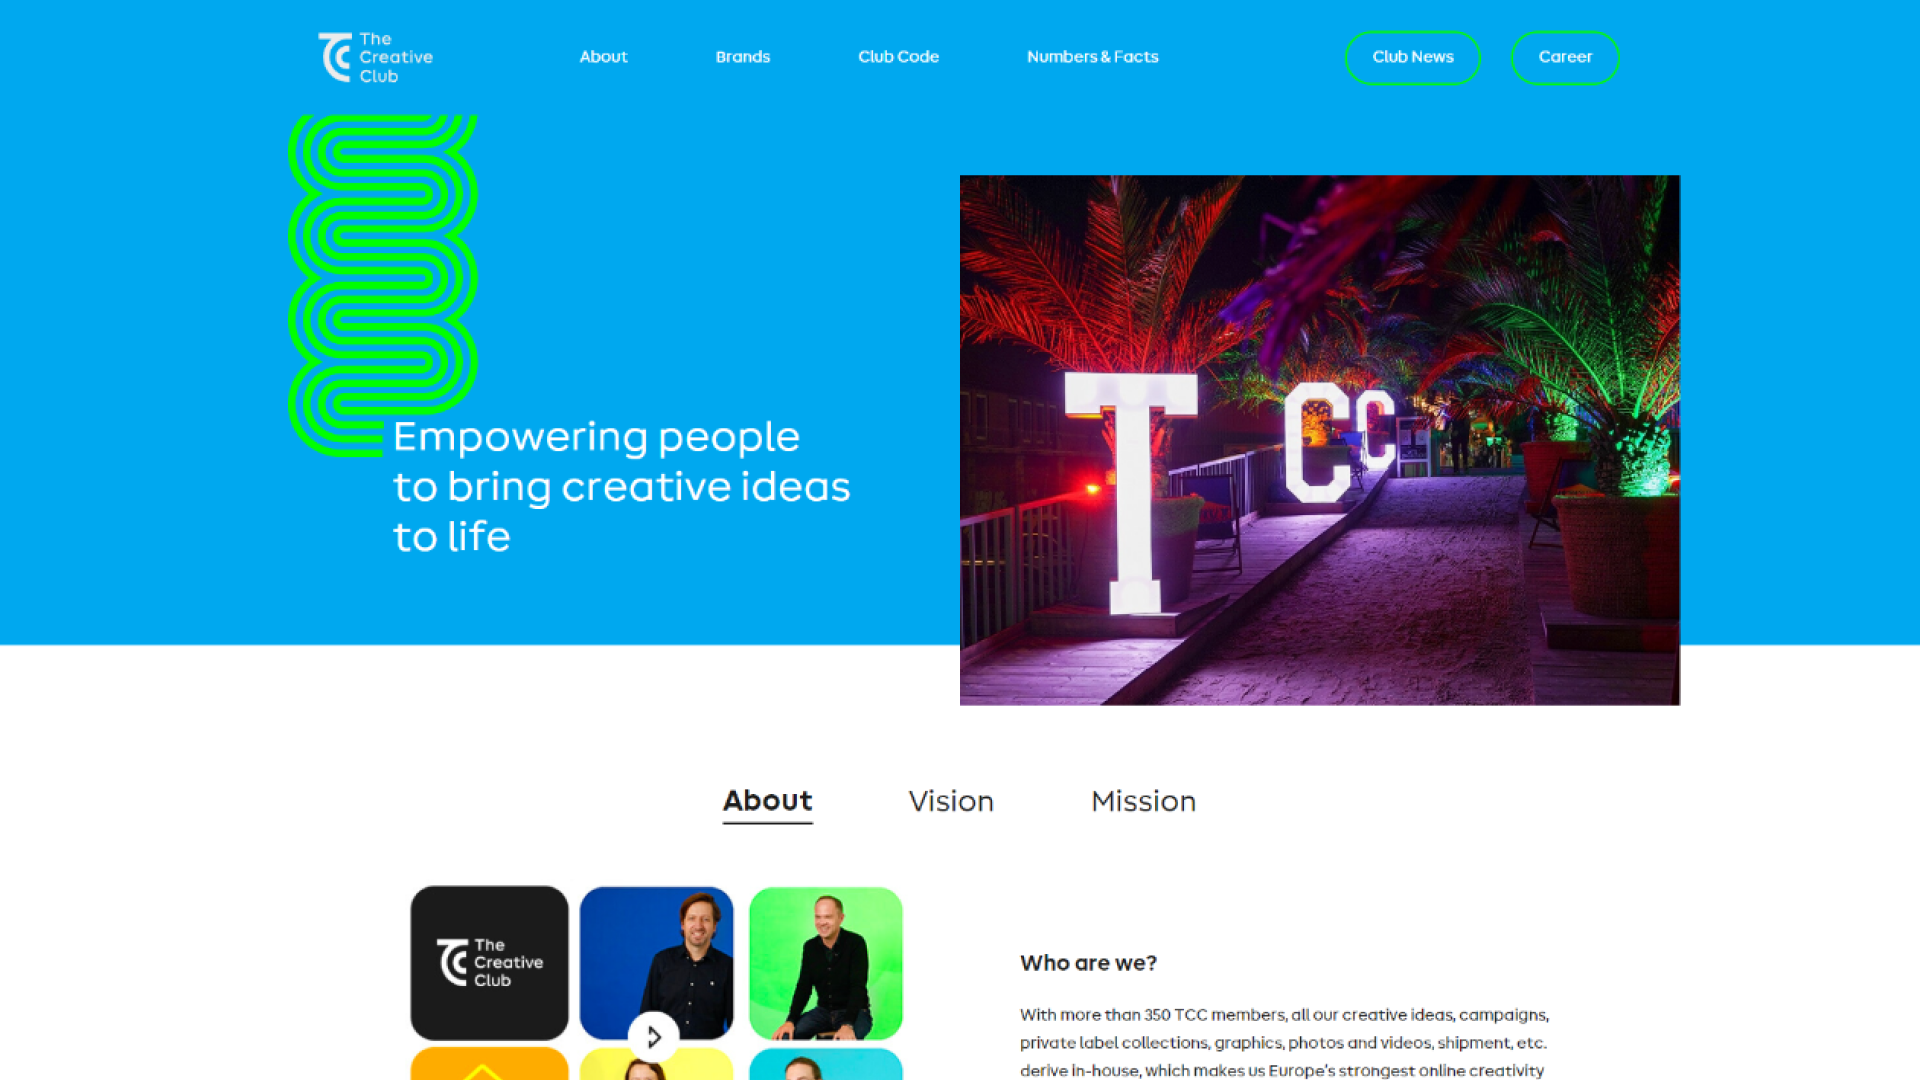 The
Creative
Club
About
Brands
Club Code
Numbers & Facts
Club News
Career
Empowering people
to bring creative ideas
to life
T C C
About
Vision
Mission
The
Creative
Club
Who are we?
With more than 350 TCC members, all our creative ideas, campaigns,
private label collections, graphics, photos and videos, shipment, etc.
derive in-house, which makes us Europe's strongest online creativity